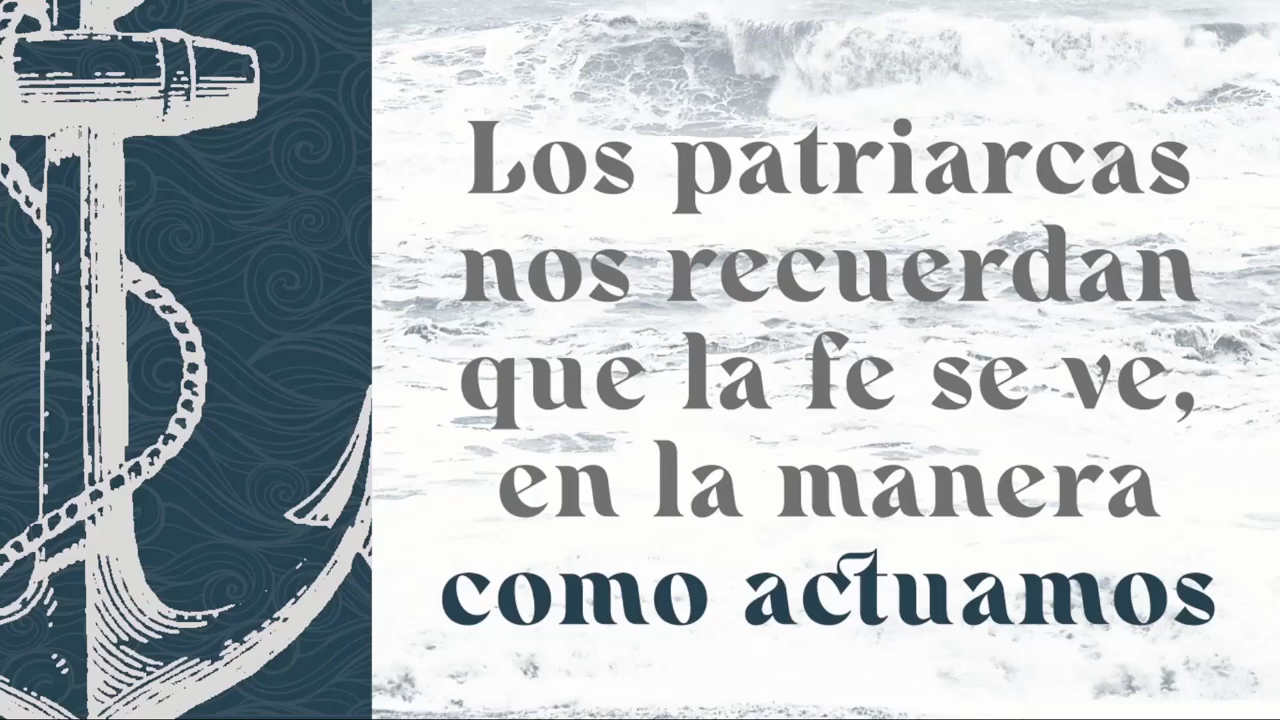 Los patriarcas
nos recuerdan
que la fe se ve,
en la manera
como actuamos